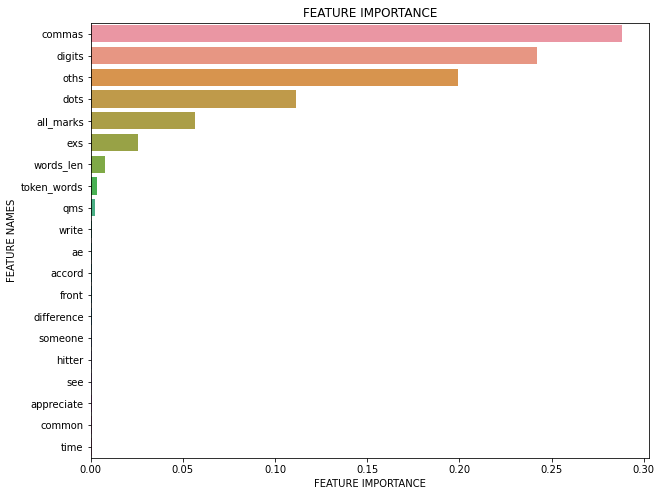 FEATURE IMPORTANCE
FEATURE NAMES
commas
digits
oths
dots
all_marks
exs
words_len
token_words
qms
write
ae
accord
front
difference
someone
hitter
see
appreciate
common
time
0.00 0.05 0.10 0.15 0.20 0.25 0.30
FEATURE IMPORTANCE